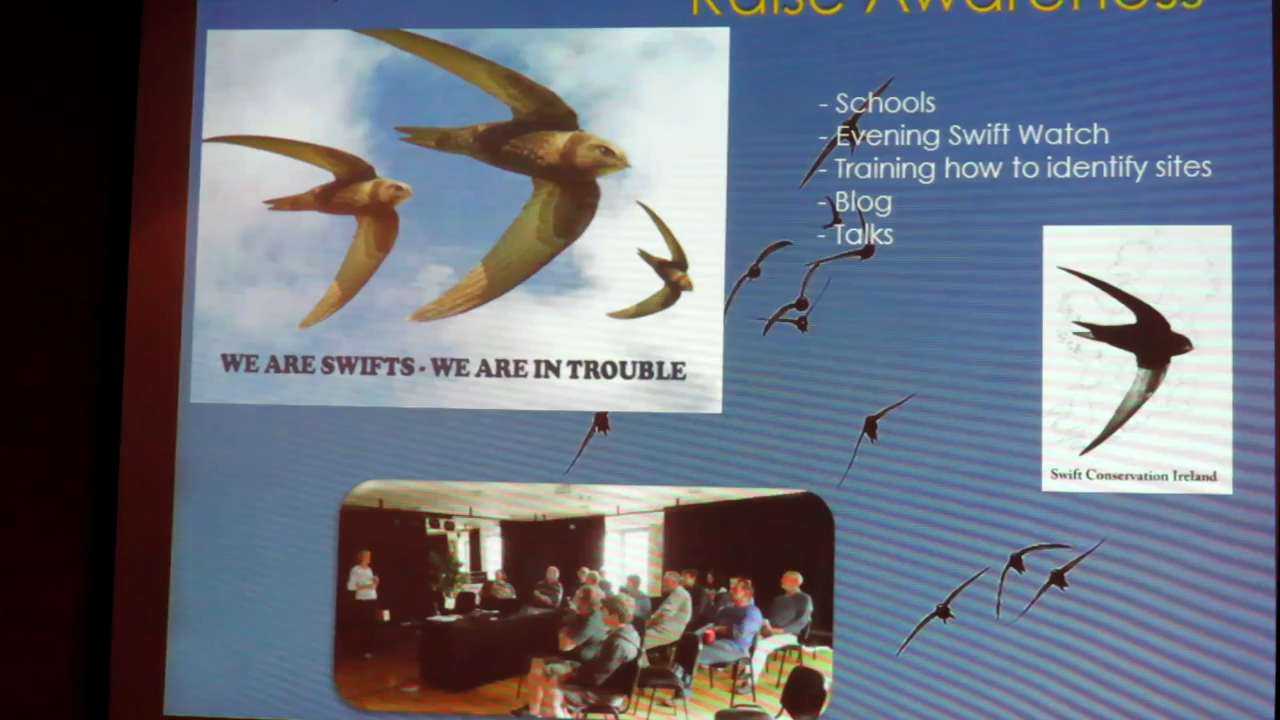 Raise Awareness
- Schools
- Evening Swift Watch
- Training how to identify sites
- Blog
- Talks
WE ARE SWIFTS - WE ARE IN TROUBLE
Swift Conservation Ireland